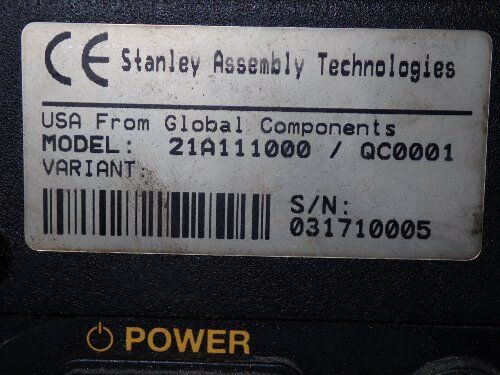 CE Stanley Assembly Technologies
USA From Global Components
MODEL: 21A111000 / QC0001
VARIANT:
S/N:
031710005
POWER